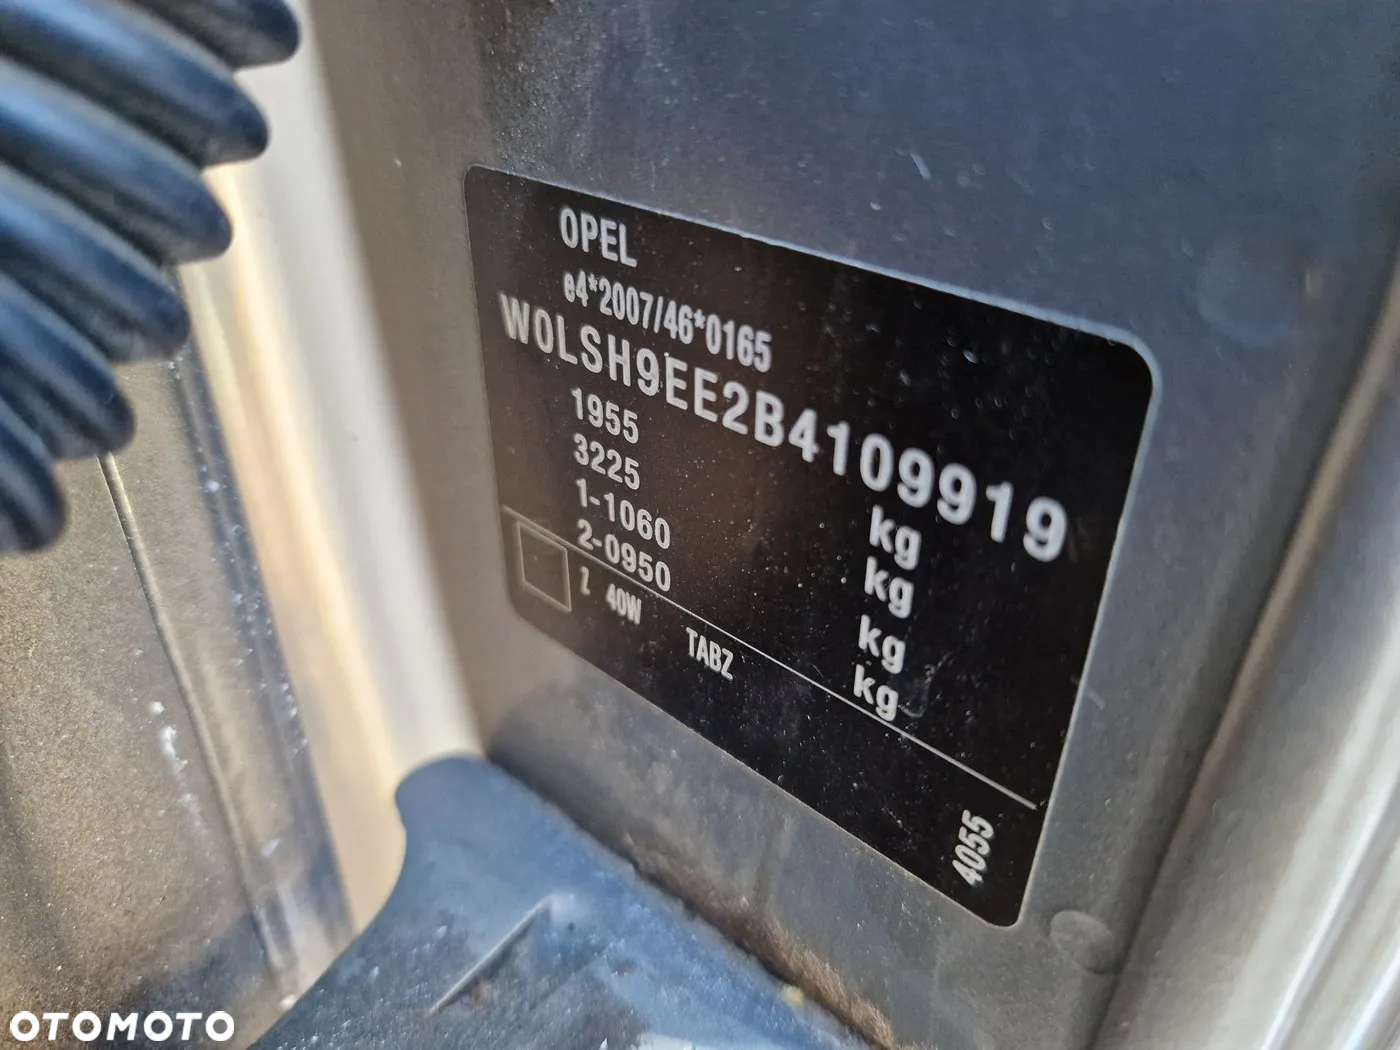 OPEL
e4*2007/46*0165
W0LSH9EE2B4109919
1955 kg
3225 kg
1-1060 kg
2-0950 kg
Z 40W TABZ
4055
OTOMOTO